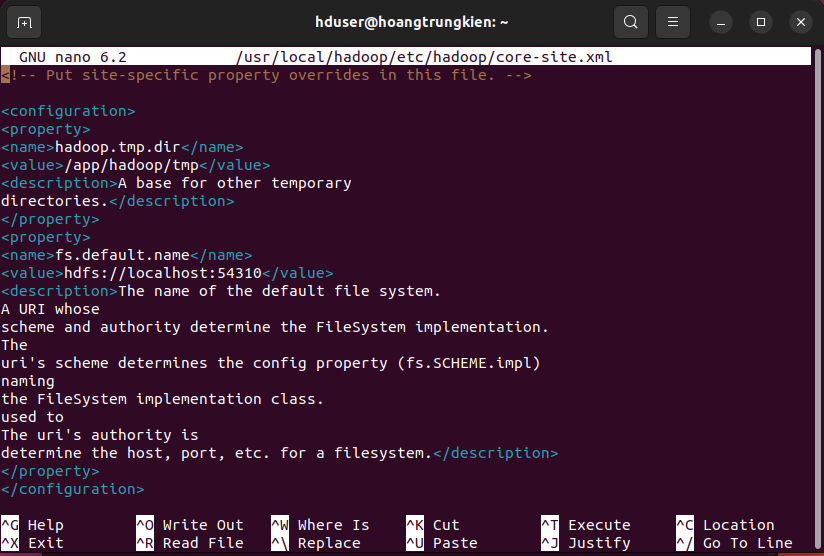 hduser@hoangtrungkien: ~
GNU nano 6.2 /usr/local/hadoop/etc/hadoop/core-site.xml
<!-- Put site-specific property overrides in this file. -->
<configuration>
<property>
<name>hadoop.tmp.dir</name>
<value>/app/hadoop/tmp</value>
<description>A base for other temporary
directories.</description>
</property>
<property>
<name>fs.default.name</name>
<value>hdfs://localhost:54310</value>
<description>The name of the default file system.
A URI whose
scheme and authority determine the FileSystem implementation.
The
uri's scheme determines the config property (fs.SCHEME.impl)
naming
the FileSystem implementation class.
used to
The uri's authority is
determine the host, port, etc. for a filesystem.</description>
</property>
</configuration>
^G Help ^O Write Out ^W Where Is ^K Cut ^T Execute ^C Location
^X Exit ^R Read File ^\ Replace ^U Paste ^J Justify ^/ Go To Line